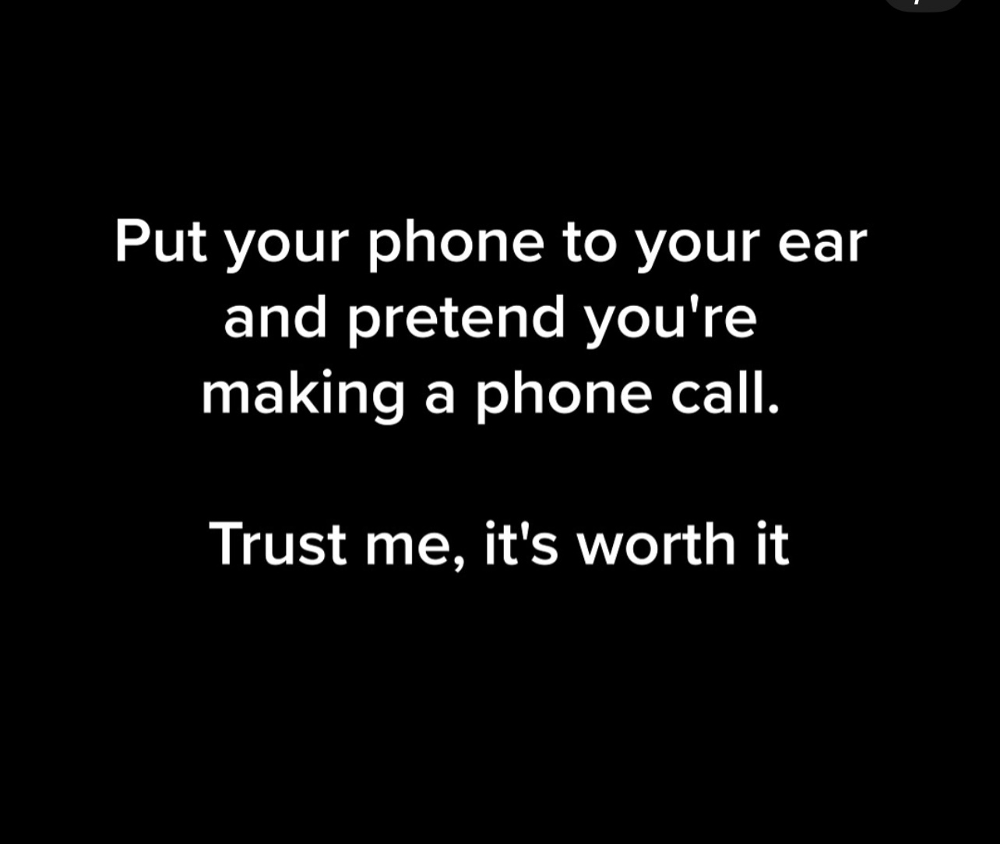 Put your phone to your ear
and pretend you're
making a phone call.
Trust me, it's worth it